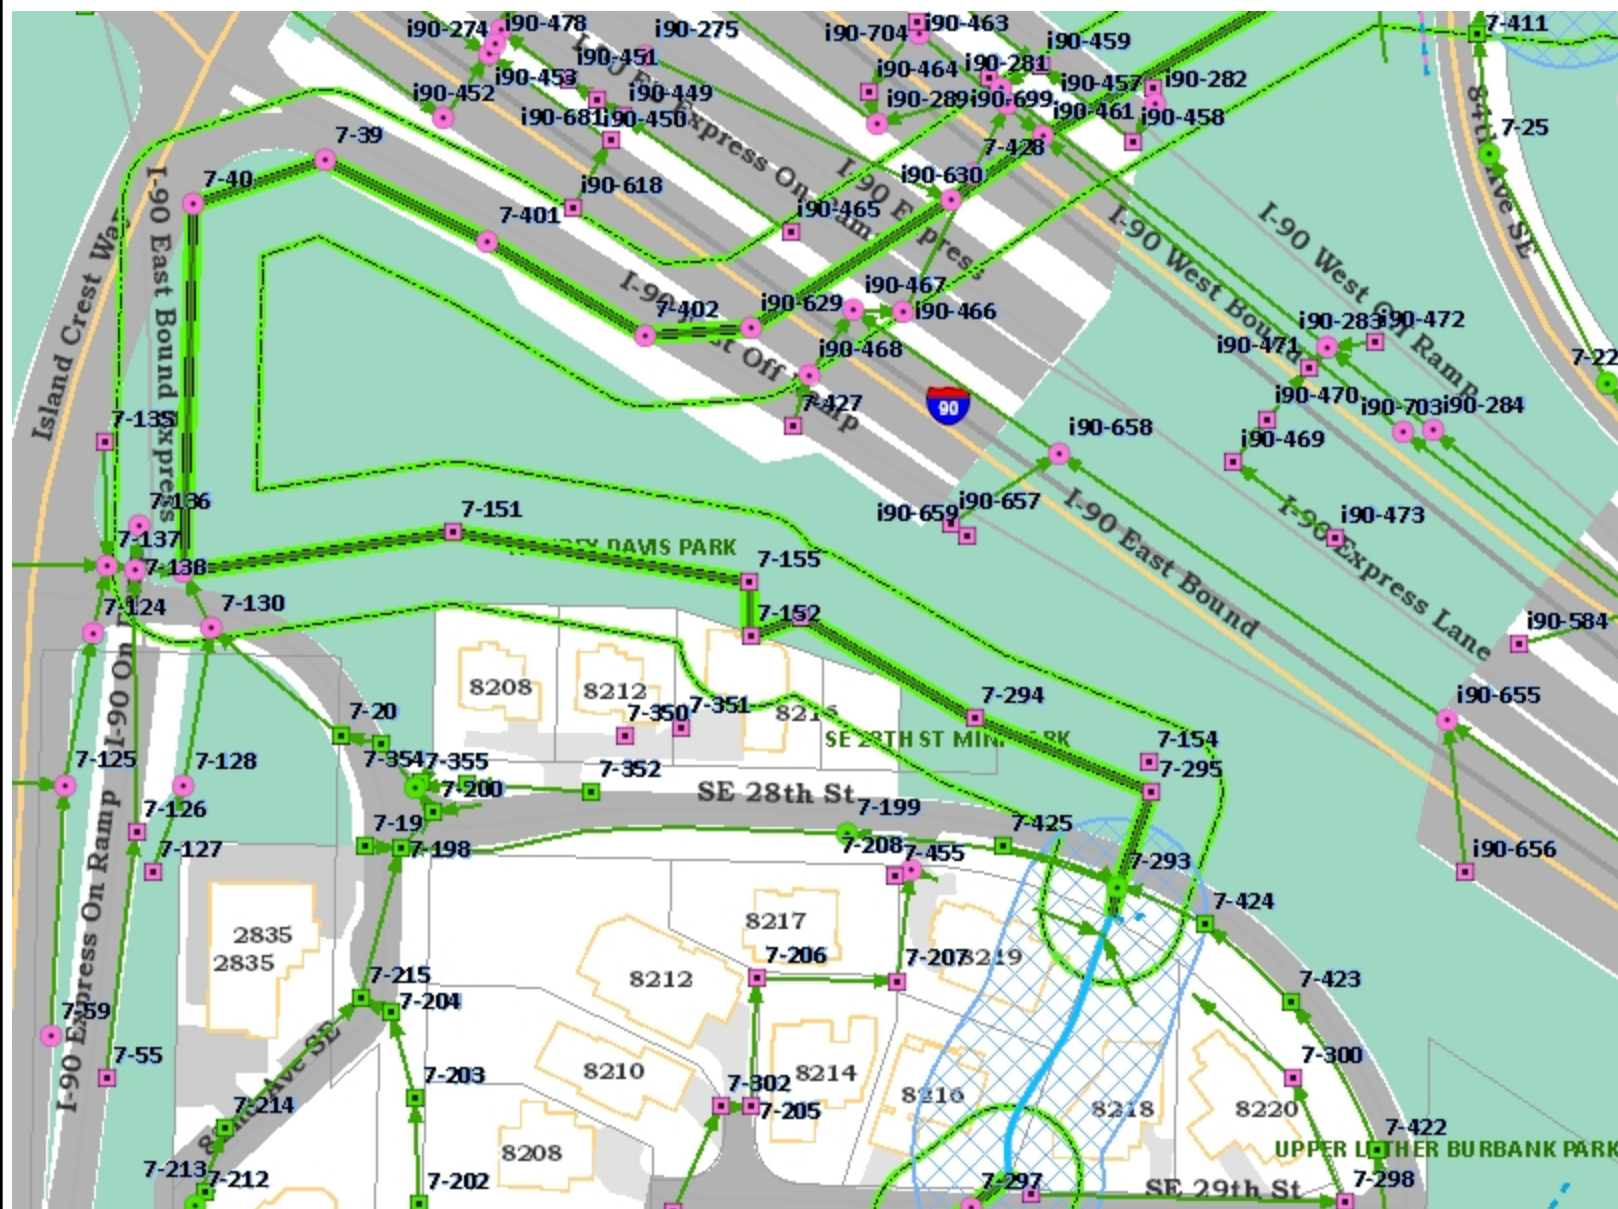 i90-274
i90-478
i90-275
i90-704
i90-463
i90-459
7-411
i90-451
i90-281
i90-453
i90-464
i90-457
i90-282
i90-452
i90-449
i90-289
i90-699
i90-461
i90-458
i90-681
i90-450
7-39
7-25
7-428
84th Ave SE
7-40
i90-618
i90-630
7-401
i90-465
I-90 Express
I-90 West Bound
I-90 West Off Ramp
Island Crest Way
I-90 East Bound Express
7-402
i90-629
i90-467
i90-466
i90-283
i90-472
i90-468
i90-471
7-22
90
7-427
i90-470
i90-703
i90-284
7-135
i90-658
i90-469
i90-659
i90-657
I-90 East Bound
i90-473
I-90 Express Lane
7-136
7-151
7-137
7-138
DAVIS PARK
7-155
7-124
7-130
7-152
i90-584
8208
8212
7-294
i90-655
7-20
7-350
7-351
SE 28TH ST MINI PARK
7-154
7-125
7-128
7-354
7-355
7-352
7-295
7-200
SE 28th St
7-126
7-199
7-425
7-127
7-19
7-198
7-208
7-455
7-293
i90-656
I-90 Express On Ramp
7-424
2835
2835
8217
8212
7-206
7-207
8219
7-215
7-204
7-423
7-59
7-55
7-203
8210
8214
8216
8218
8220
7-300
7-302
7-205
7-214
7-422
UPPER LUTHER BURBANK PARK
8208
7-213
7-212
7-202
7-297
SE 29th St
7-298